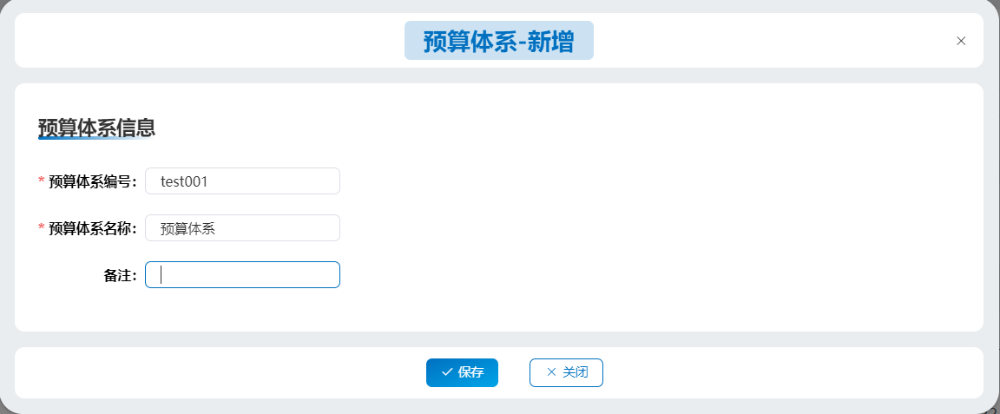 预算体系-新增
预算体系信息
* 预算体系编号： test001
* 预算体系名称： 预算体系
备注：
保存 关闭